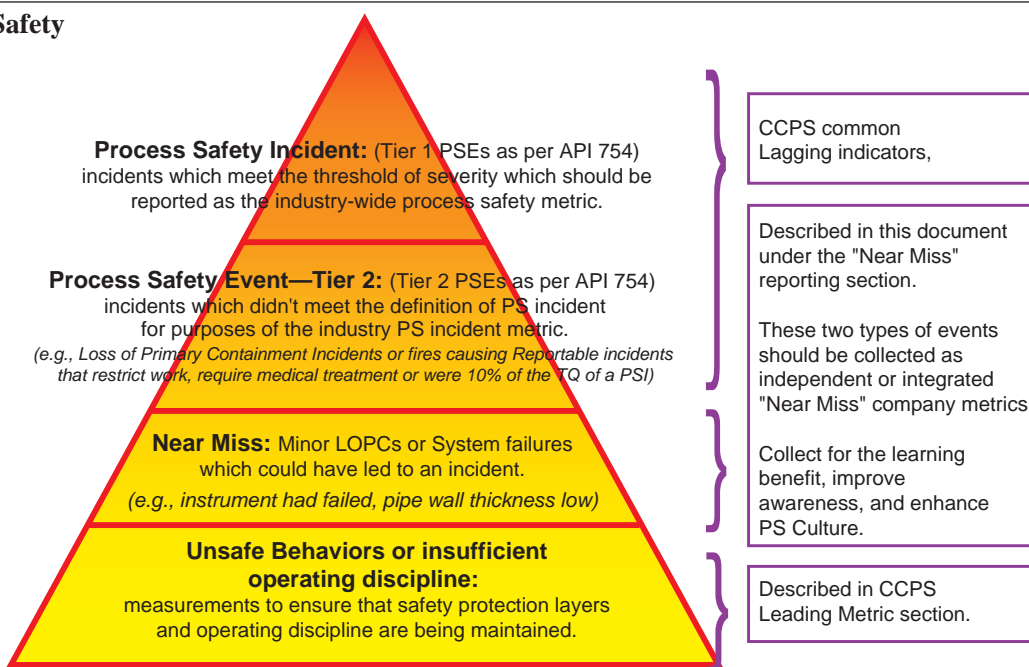 Safety
Process Safety Incident: (Tier 1 PSEs as per API 754)
incidents which meet the threshold of severity which should be
reported as the industry-wide process safety metric.
Process Safety Event—Tier 2: (Tier 2 PSEs as per API 754)
incidents which didn't meet the definition of PS incident
for purposes of the industry PS incident metric.
(e.g., Loss of Primary Containment Incidents or fires causing Reportable incidents
that restrict work, require medical treatment or were 10% of the TQ of a PSI)
Near Miss: Minor LOPCs or System failures
which could have led to an incident.
(e.g., instrument had failed, pipe wall thickness low)
Unsafe Behaviors or insufficient
operating discipline:
measurements to ensure that safety protection layers
and operating discipline are being maintained.
CCPS common
Lagging indicators,
Described in this document
under the "Near Miss"
reporting section.
These two types of events
should be collected as
independent or integrated
"Near Miss" company metrics
Collect for the learning
benefit, improve
awareness, and enhance
PS Culture.
Described in CCPS
Leading Metric section.